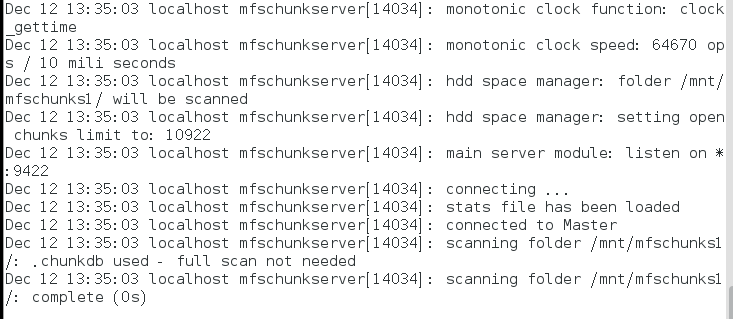 Dec 12 13:35:03 localhost mfschunkserver[14034]: monotonic clock function: clock
_gettime
Dec 12 13:35:03 localhost mfschunkserver[14034]: monotonic clock speed: 64670 op
s / 10 mili seconds
Dec 12 13:35:03 localhost mfschunkserver[14034]: hdd space manager: folder /mnt/
mfschunks1/ will be scanned
Dec 12 13:35:03 localhost mfschunkserver[14034]: hdd space manager: setting open
 chunks limit to: 10922
Dec 12 13:35:03 localhost mfschunkserver[14034]: main server module: listen on *
:9422
Dec 12 13:35:03 localhost mfschunkserver[14034]: connecting ...
Dec 12 13:35:03 localhost mfschunkserver[14034]: stats file has been loaded
Dec 12 13:35:03 localhost mfschunkserver[14034]: connected to Master
Dec 12 13:35:03 localhost mfschunkserver[14034]: scanning folder /mnt/mfschunks1
/: .chunkdb used - full scan not needed
Dec 12 13:35:03 localhost mfschunkserver[14034]: scanning folder /mnt/mfschunks1
/: complete (0s)